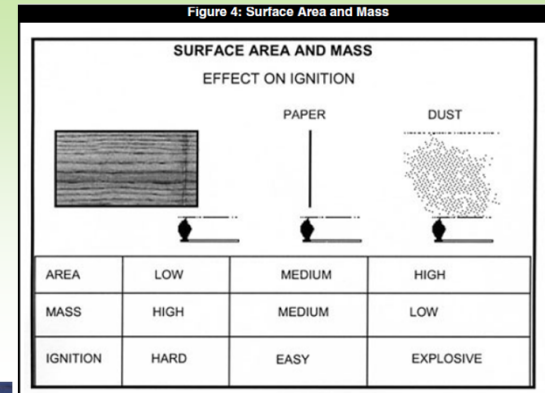 Figure 4: Surface Area and Mass
SURFACE AREA AND MASS
EFFECT ON IGNITION
PAPER DUST
AREA LOW MEDIUM HIGH
MASS HIGH MEDIUM LOW
IGNITION HARD EASY EXPLOSIVE